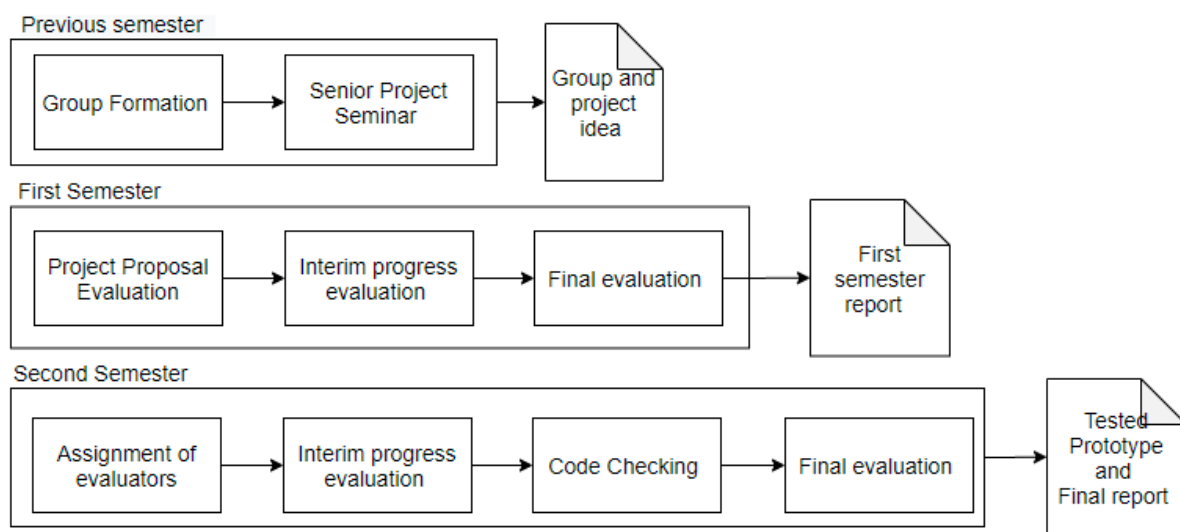 Previous semester
Group Formation
Senior Project
Seminar
Group and
project
idea
First Semester
Project Proposal
Evaluation
Interim progress
evaluation
Final evaluation
First
semester
report
Second Semester
Assignment of
evaluators
Interim progress
evaluation
Code Checking
Final evaluation
Tested
Prototype
and
Final report